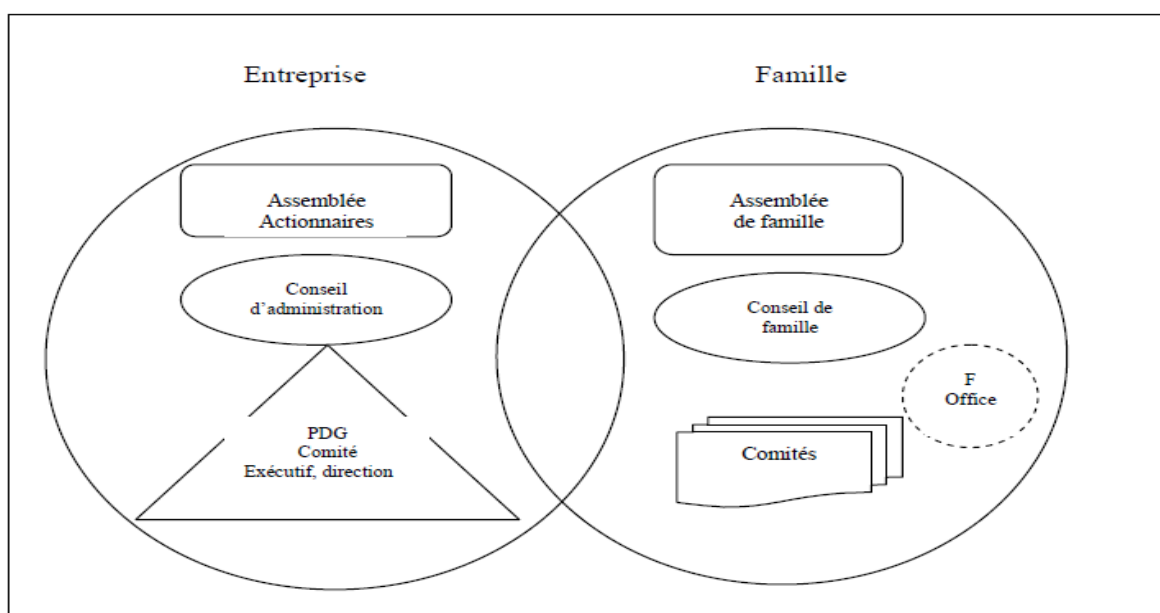 Entreprise
Famille
Assemblée
Actionnaires
Assemblée
de famille
Conseil
d'administration
Conseil de
famille
F
Office
PDG
Comité
Exécutif, direction
Comités